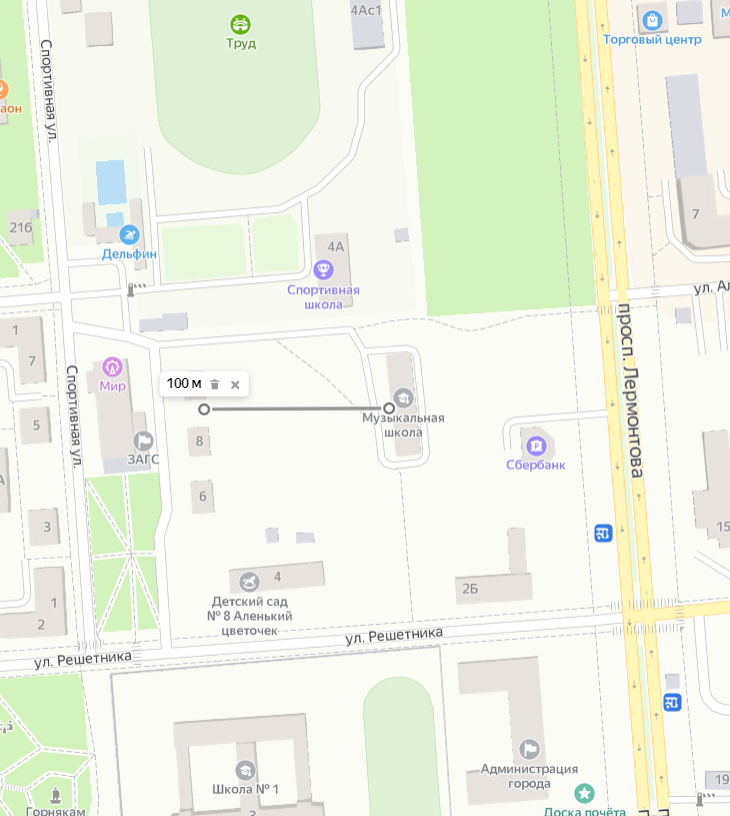 4Ас1
Труд
Торговый центр
Спортивная ул.
аон
21б
7
Дельфин
4А
Спортивная
школа
ул. Ал
просп. Лермонтова
1
7
Мир
100 м
Спортивная ул.
Музыкальная
школа
5
8
ЗАГС
Сбербанк
6
3
15
4
2Б
Детский сад
№ 8 Аленький
цветочек
1
2
ул. Решетника
ул. Решетника
Школа № 1
3
Администрация
города
19
Горнякам
Доска почёта